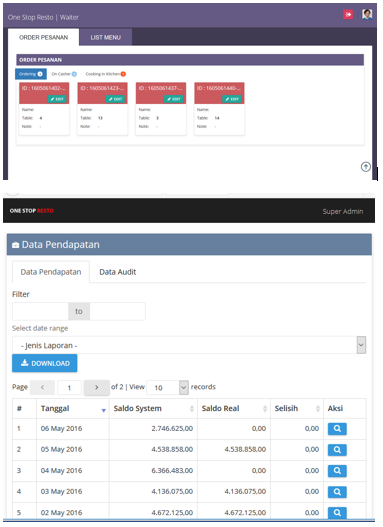 One Stop Resto | Waiter
ORDER PESANAN LIST MENU
ORDER PESANAN
Ordering On Casher Cooking in Kitchen
ID : 1605061402-... ID : 1605061423-... ID : 1605061437-... ID : 1605061440-...
EDIT EDIT EDIT EDIT
Name: Name: Name: Name:
Table: 4 Table: 13 Table: 3 Table: 14
Note: - Note: - Note: - Note: -
ONE STOP RESTO Super Admin
Data Pendapatan
Data Pendapatan Data Audit
Filter
to
Select date range
- Jenis Laporan -
DOWNLOAD
Page < 1 > of 2 | View 10 records
# Tanggal Saldo System Saldo Real Selisih Aksi
1 06 May 2016 2.746.625,00 0,00 0,00
2 05 May 2016 4.538.858,00 4.538.858,00 0,00
3 04 May 2016 6.366.483,00 0,00 0,00
4 03 May 2016 4.136.075,00 4.136.075,00 0,00
5 02 May 2016 4.672.125,00 4.672.125,00 0,00